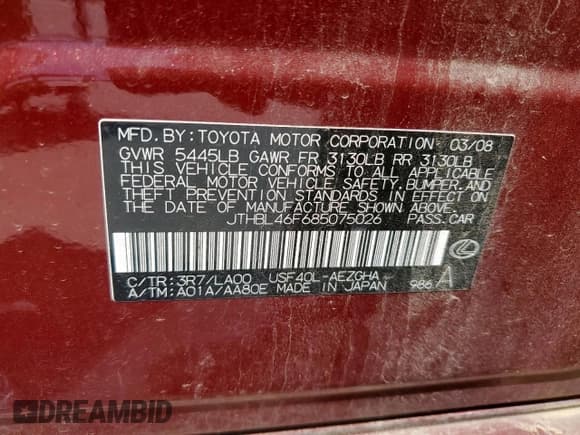 MFD. BY: TOYOTA MOTOR CORPORATION 03/08
GVWR 5445LB GAWR FR 3130LB RR 3130LB
THIS VEHICLE CONFORMS TO ALL APPLICABLE
FEDERAL MOTOR VEHICLE SAFETY, BUMPER, AND
THEFT PREVENTION STANDARDS IN EFFECT ON
THE DATE OF MANUFACTURE SHOWN ABOVE.
JTHBL46F685075026 PASS. CAR
C/TR: 3R7/LA00 USF40L-AEZGHA
A/TM: A01A/AA80E MADE IN JAPAN 986 A
DREAMBID